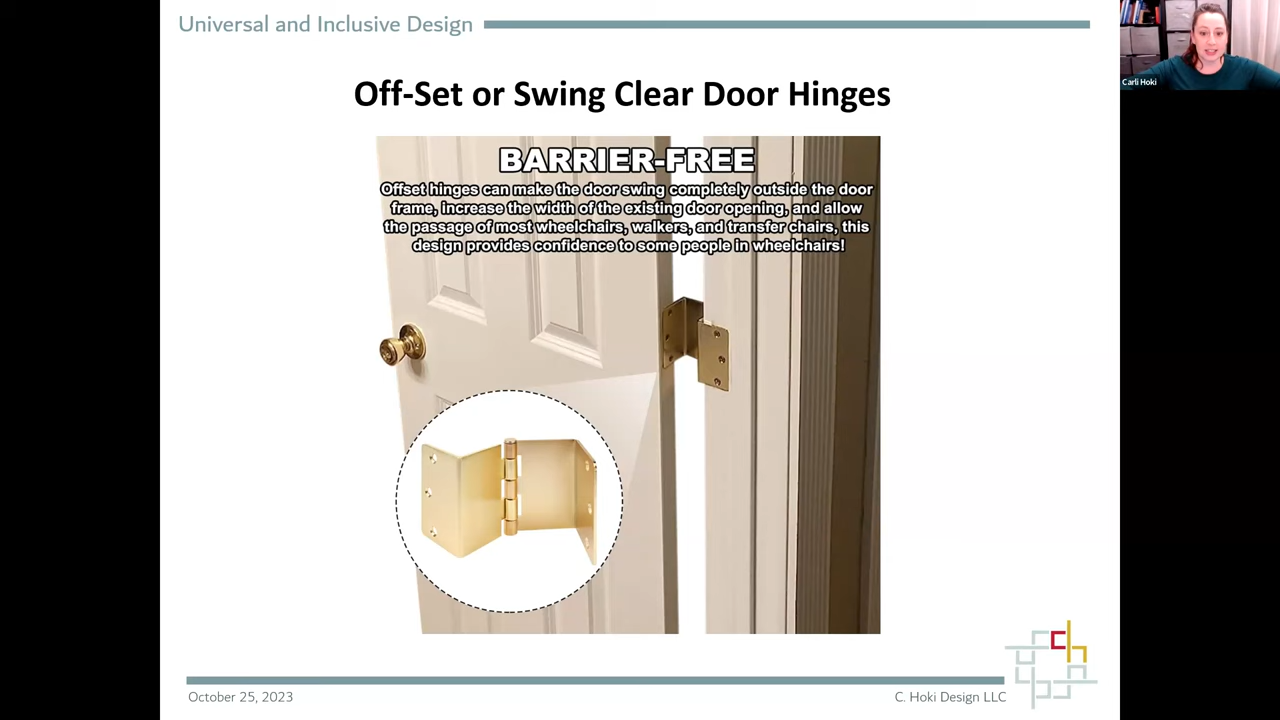 Universal and Inclusive Design
Carli Hoki
Off-Set or Swing Clear Door Hinges
BARRIER-FREE
Offset hinges can make the door swing completely outside the door
frame, increase the width of the existing door opening, and allow
the passage of most wheelchairs, walkers, and transfer chairs, this
design provides confidence to some people in wheelchairs!
October 25, 2023
C. Hoki Design LLC
ch